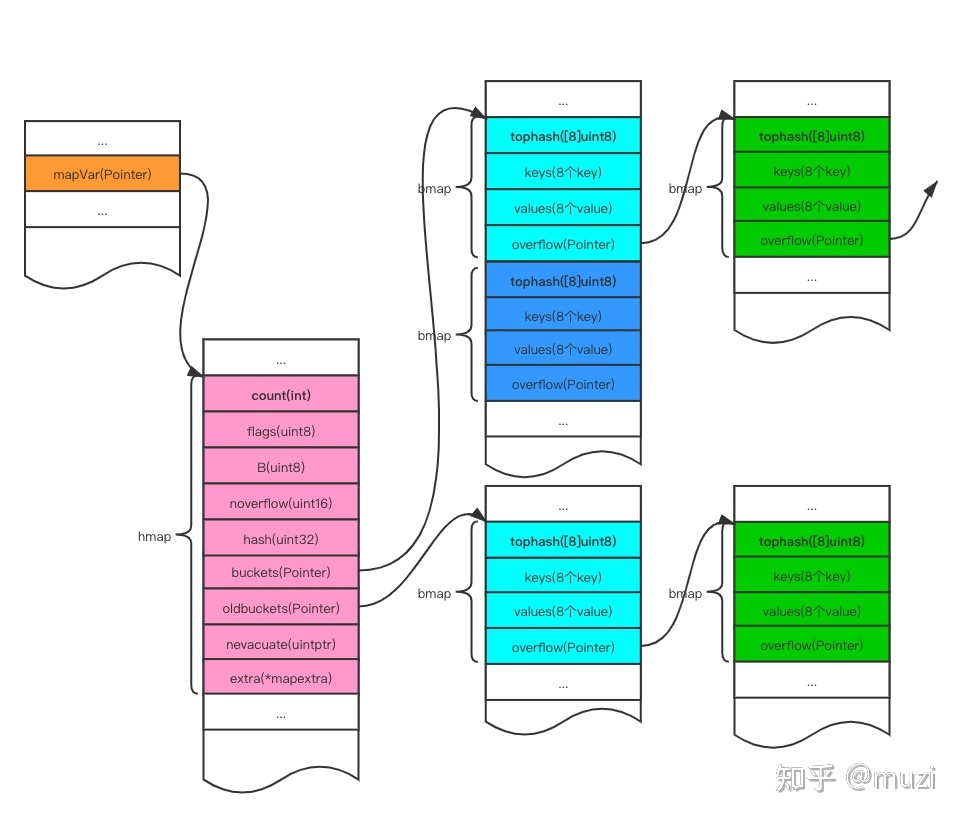 ...
mapVar(Pointer)
...
...
count(int)
flags(uint8)
B(uint8)
noverflow(uint16)
hash(uint32)
buckets(Pointer)
oldbuckets(Pointer)
nevacuate(uintptr)
extra(*mapextra)
...
hmap
...
tophash([8]uint8)
keys(8个key)
values(8个value)
overflow(Pointer)
bmap
tophash([8]uint8)
keys(8个key)
values(8个value)
overflow(Pointer)
bmap
...
...
tophash([8]uint8)
keys(8个key)
values(8个value)
overflow(Pointer)
bmap
...
...
tophash([8]uint8)
keys(8个key)
values(8个value)
overflow(Pointer)
bmap
...
...
tophash([8]uint8)
keys(8个key)
values(8个value)
overflow(Pointer)
bmap
...
知乎 @muzi